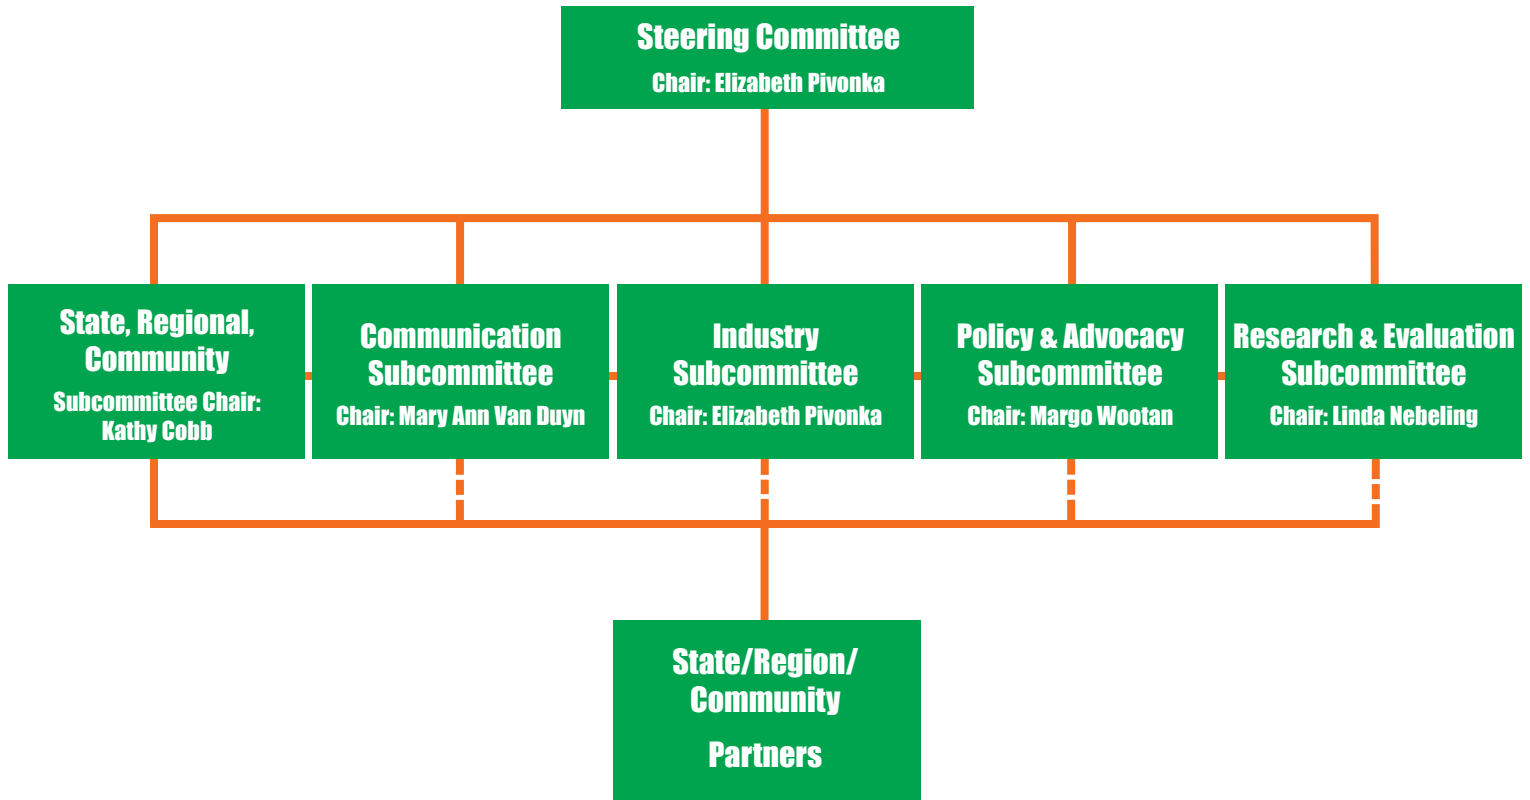 Steering Committee
Chair: Elizabeth Pivonka
State, Regional,
Community
Subcommittee Chair:
Kathy Cobb
Communication
Subcommittee
Chair: Mary Ann Van Duyn
Industry
Subcommittee
Chair: Elizabeth Pivonka
Policy & Advocacy
Subcommittee
Chair: Margo Wootan
Research & Evaluation
Subcommittee
Chair: Linda Nebeling
State/Region/
Community
Partners